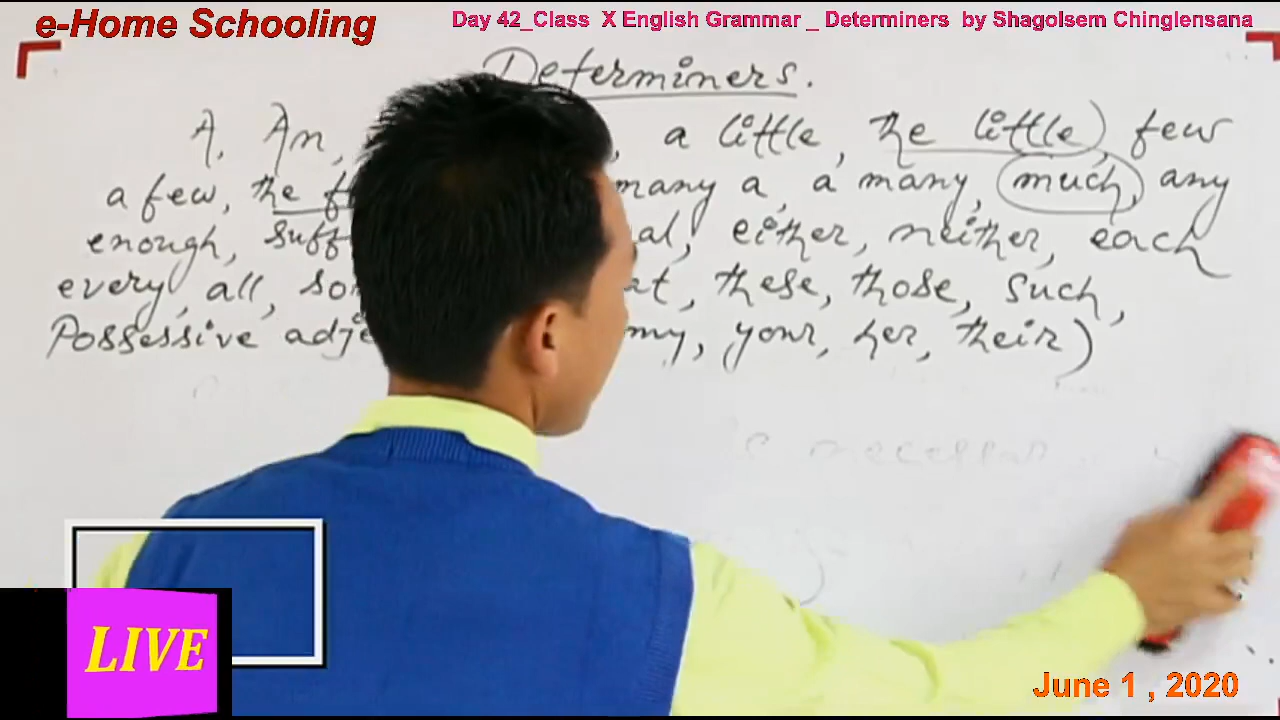 e-Home Schooling
Day 42_Class X English Grammar _ Determiners by Shagolsem Chinglensana
Determiners.
A, An, , a little, the little, few
a few, the many a, a many, much, any
enough, either, neither, each
every, all, these, those, such,
Possessive my, your, her, their)
LIVE
June 1 , 2020